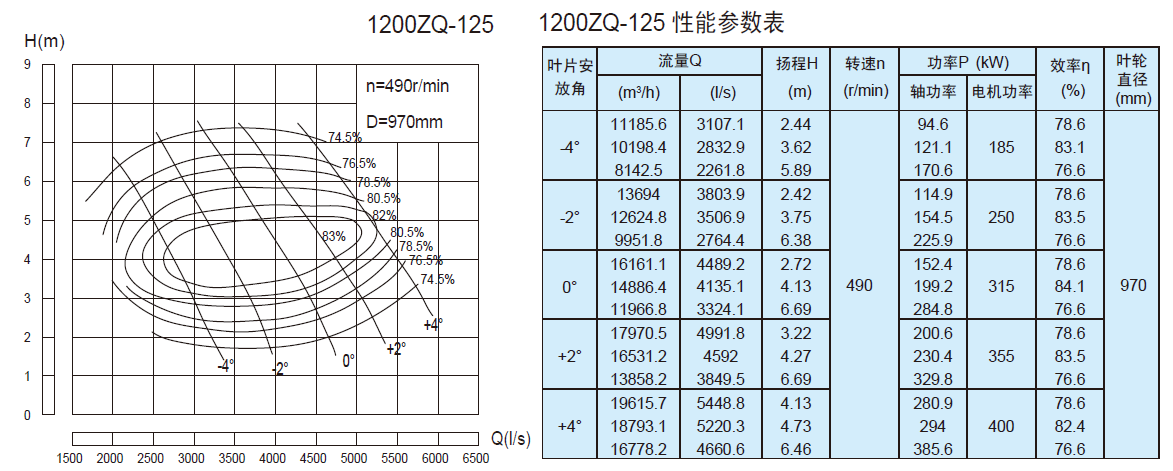 1200ZQ-125
H(m)
9
8
7
6
5
4
3
2
1
0
n=490r/min
D=970mm
74.5%
76.5%
78.5%
80.5%
82%
83%
80.5%
78.5%
76.5%
74.5%
-4°
-2°
0°
+2°
+4°
Q(l/s)
1500 2000 2500 3000 3500 4000 4500 5000 5500 6000 6500
1200ZQ-125 性能参数表
叶片安放角 流量Q 扬程H 转速n 功率P (kW) 效率η 叶轮直径
(m³/h) (l/s) (m) (r/min) 轴功率 电机功率 (%) (mm)
11185.6 3107.1 2.44 94.6 78.6
-4° 10198.4 2832.9 3.62 121.1 185 83.1
8142.5 2261.8 5.89 170.6 76.6
13694 3803.9 2.42 114.9 78.6
-2° 12624.8 3506.9 3.75 154.5 250 83.5
9951.8 2764.4 6.38 225.9 76.6
16161.1 4489.2 2.72 152.4 78.6
0° 14886.4 4135.1 4.13 490 199.2 315 84.1 970
11966.8 3324.1 6.69 284.8 76.6
17970.5 4991.8 3.22 200.6 78.6
+2° 16531.2 4592 4.27 230.4 355 83.5
13858.2 3849.5 6.69 329.8 76.6
19615.7 5448.8 4.13 280.9 78.6
+4° 18793.1 5220.3 4.73 294 400 82.4
16778.2 4660.6 6.46 385.6 76.6